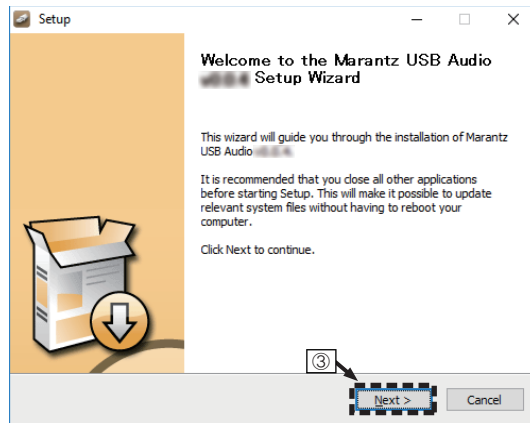 Setup
Welcome to the Marantz USB Audio
Setup Wizard
This wizard will guide you through the installation of Marantz
USB Audio
It is recommended that you close all other applications
before starting Setup. This will make it possible to update
relevant system files without having to reboot your
computer.
Click Next to continue.
③
Next >
Cancel